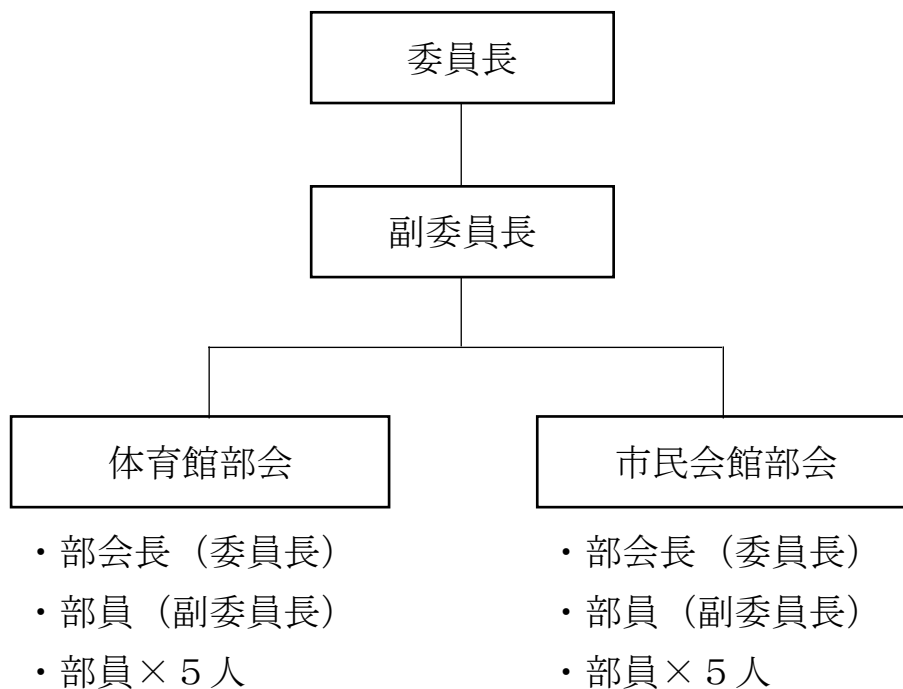 委員長
副委員長
体育館部会
・部会長（委員長）
・部員（副委員長）
・部員×５人
市民会館部会
・部会長（委員長）
・部員（副委員長）
・部員×５人